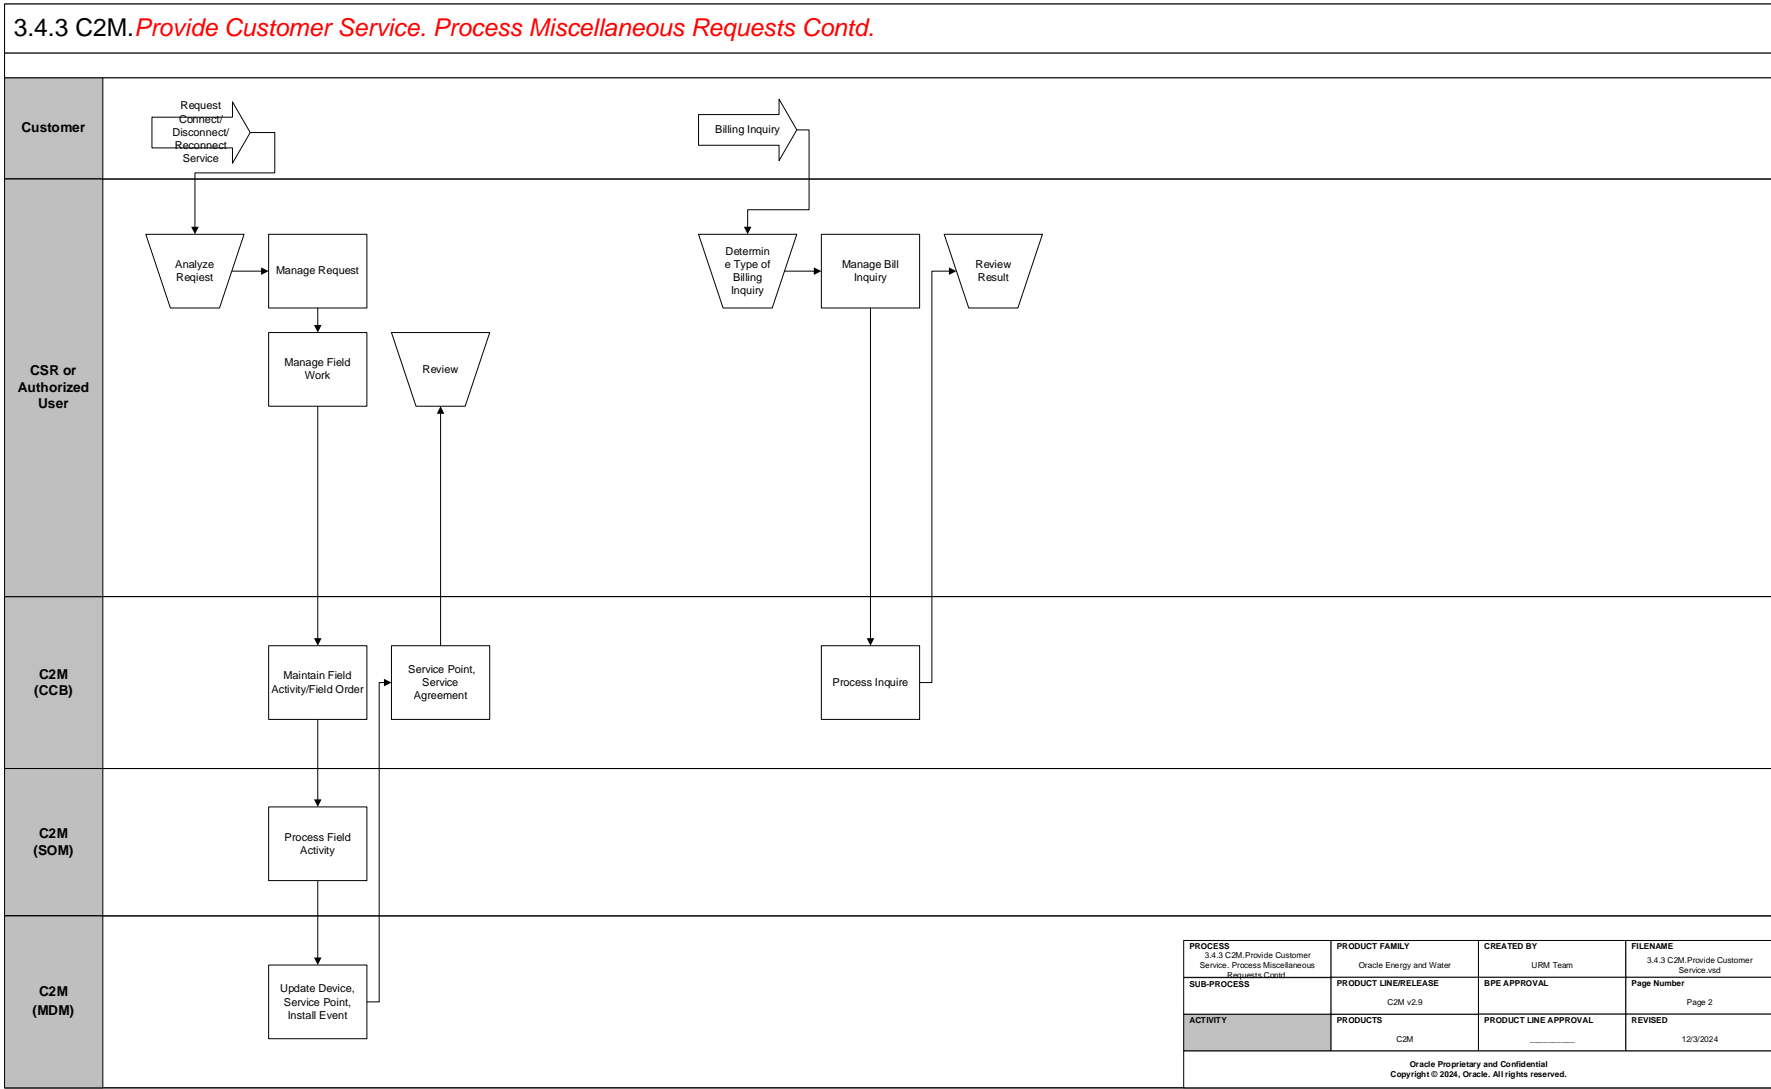 3.4.3 C2M.Provide Customer Service. Process Miscellaneous Requests Contd.
Customer
Request
Connect/
Disconnect/
Reconnect
Service
Billing Inquiry
CSR or
Authorized
User
Analyze
Reqiest
Manage Request
Determin
e Type of
Billing
Inquiry
Manage Bill
Inquiry
Review
Result
Manage Field
Work
Review
C2M
(CCB)
Maintain Field
Activity/Field Order
Service Point,
Service
Agreement
Process Inquire
C2M
(SOM)
Process Field
Activity
C2M
(MDM)
Update Device,
Service Point,
Install Event
PROCESS
3.4.3 C2M.Provide Customer
Service. Process Miscellaneous
Requests Contd.
PRODUCT FAMILY
Oracle Energy and Water
CREATED BY
URM Team
FILENAME
3.4.3 C2M.Provide Customer
Service.vsd
SUB-PROCESS
PRODUCT LINE/RELEASE
C2M v2.9
BPE APPROVAL
Page Number
Page 2
ACTIVITY
PRODUCTS
C2M
PRODUCT LINE APPROVAL
___________
REVISED
12/3/2024
Oracle Proprietary and Confidential
Copyright © 2024, Oracle. All rights reserved.